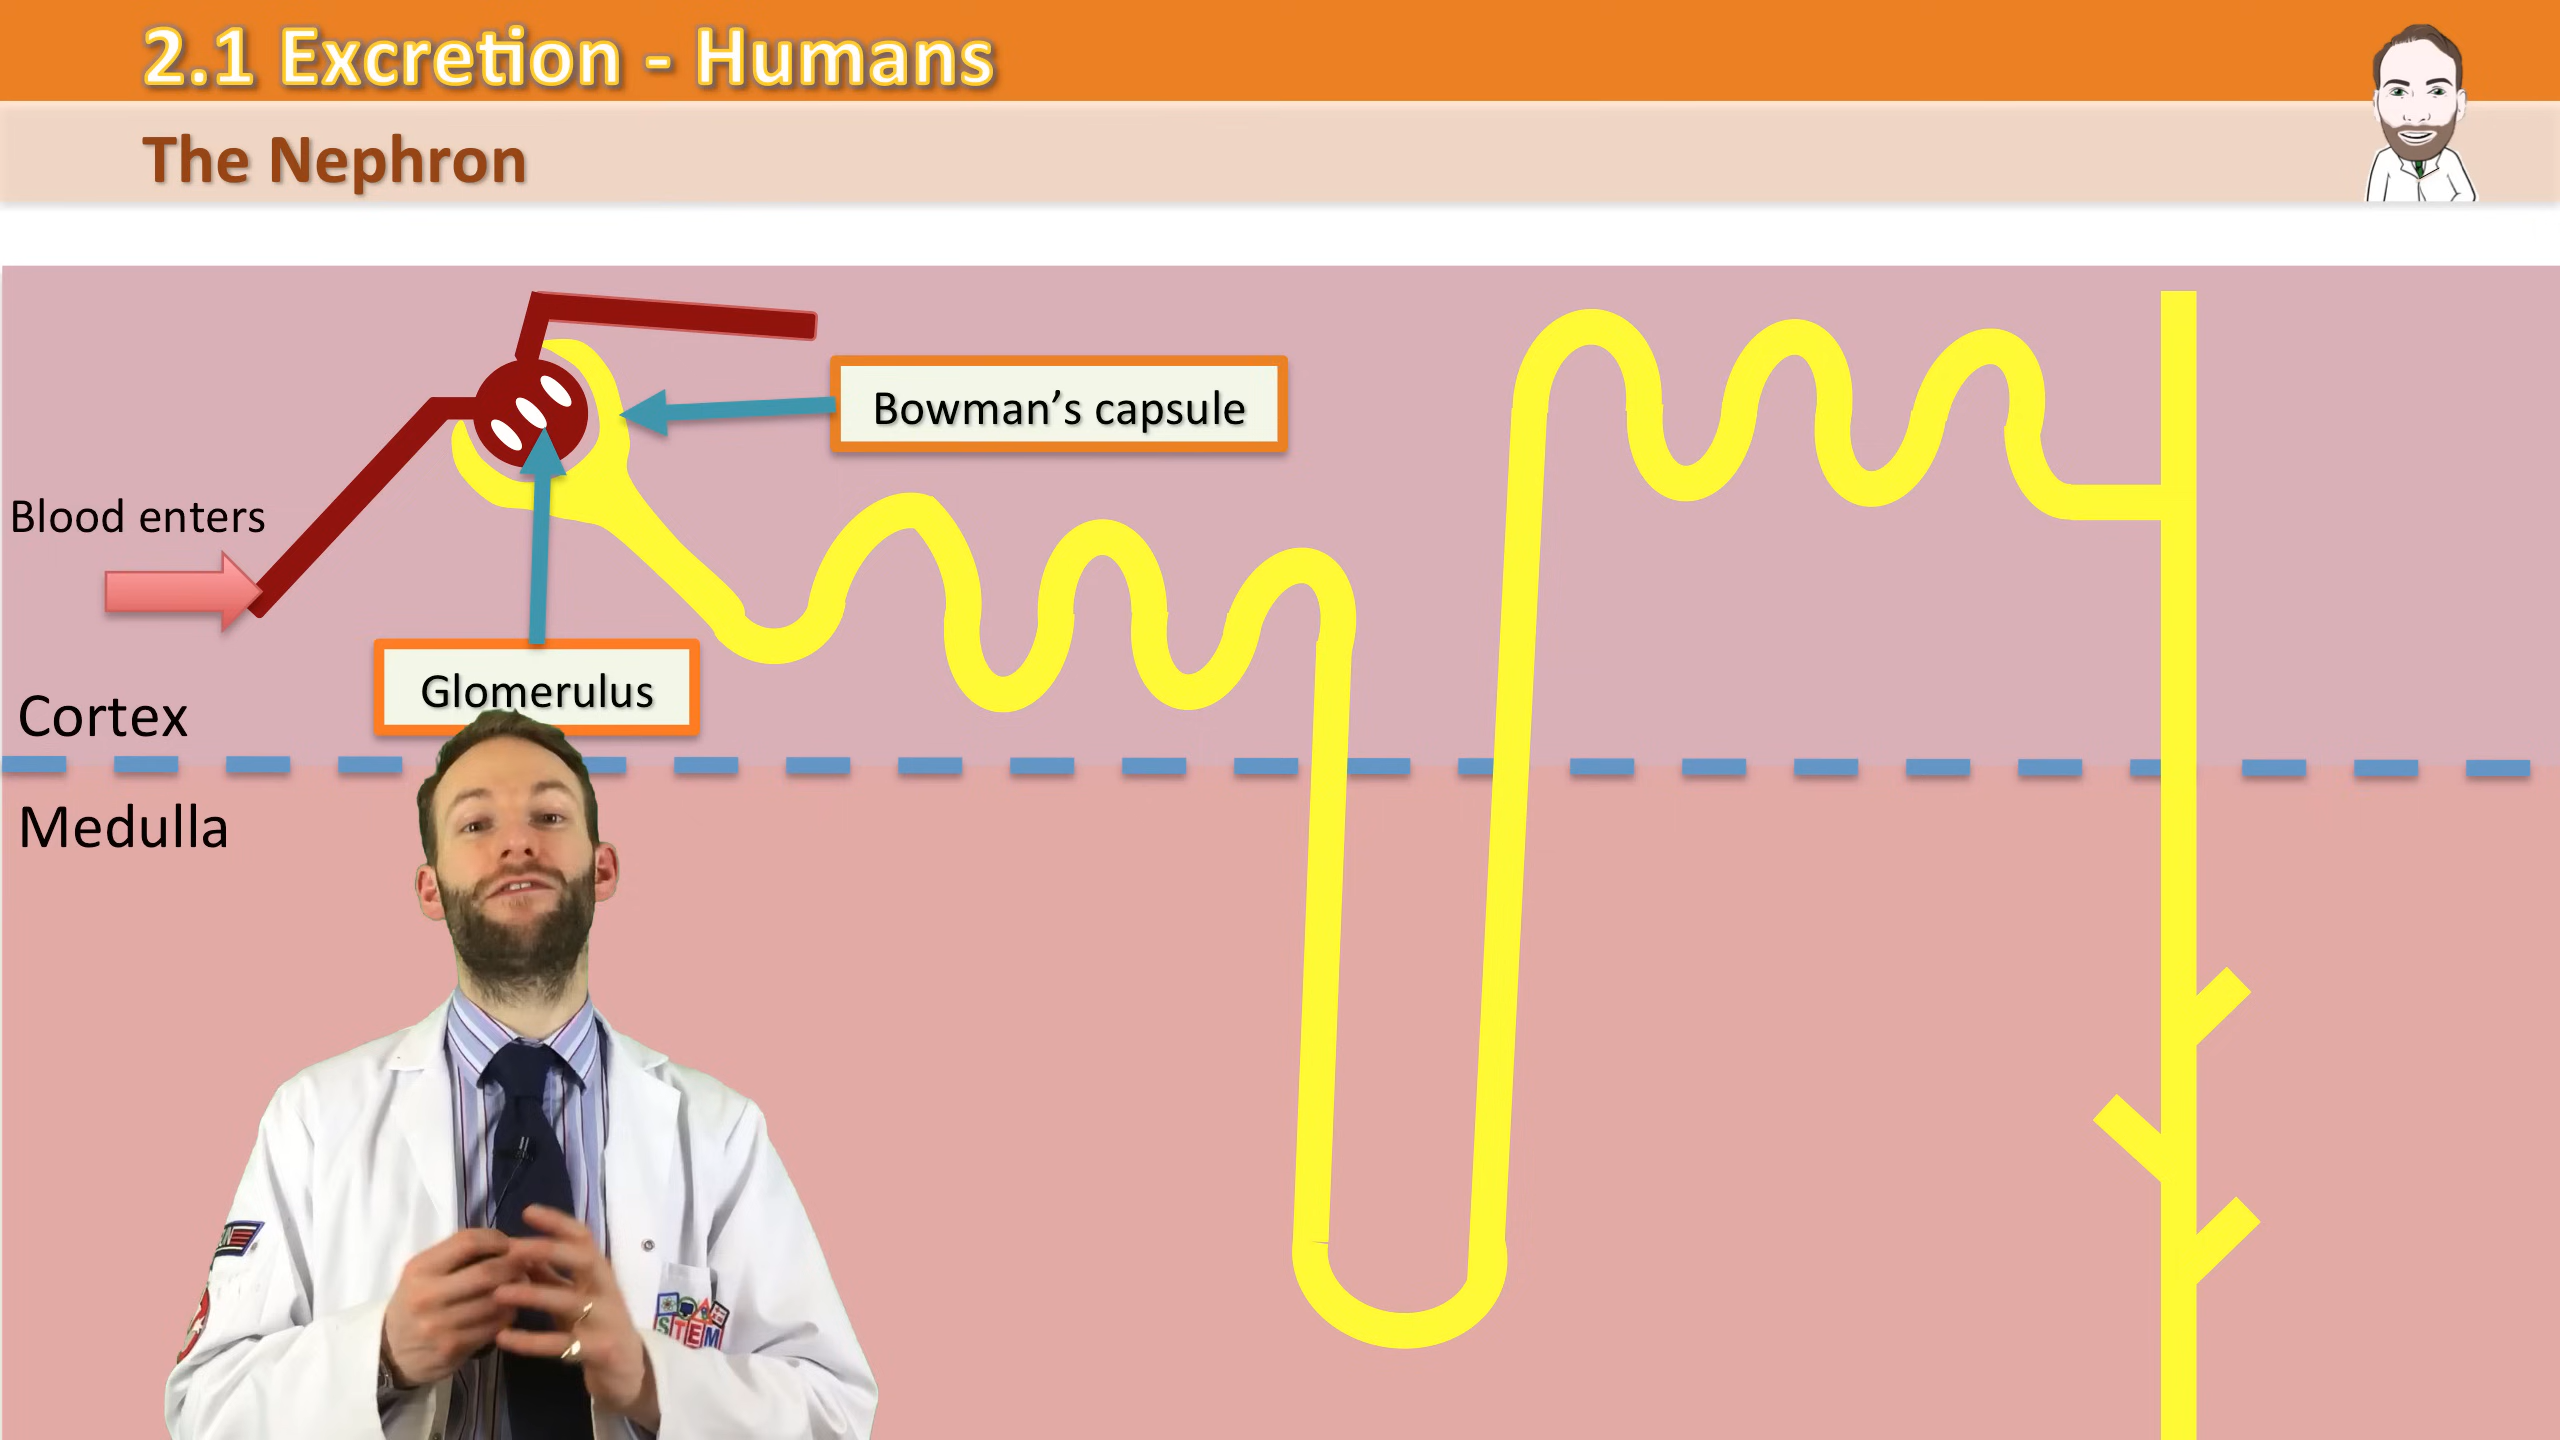 2.1 Excretion - Humans
The Nephron
Bowman’s capsule
Blood enters
Glomerulus
Cortex
Medulla
STEM